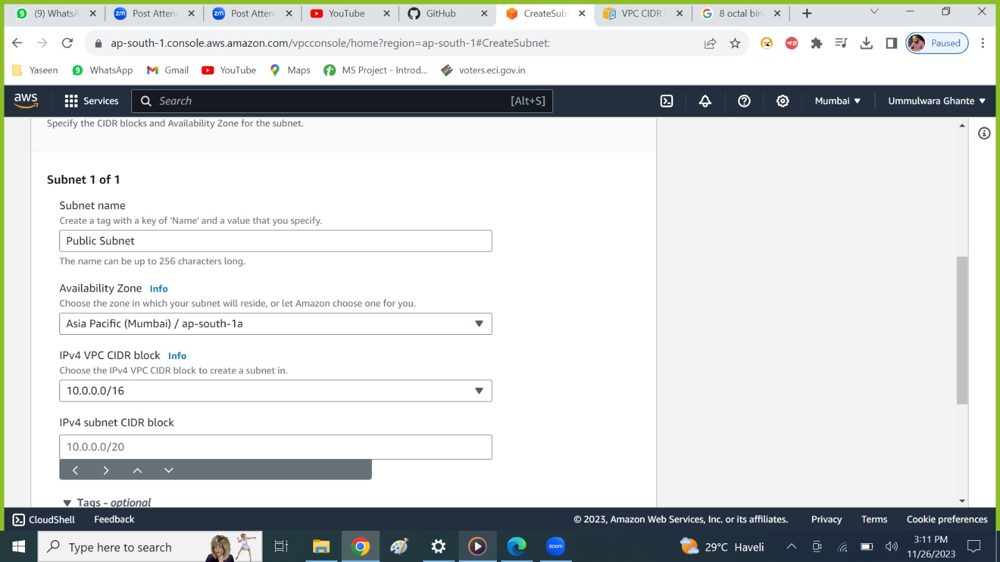 (9) WhatsA
zm Post Atten
zm Post Atten
YouTube
GitHub
CreateSub
VPC CIDR
8 octal bin
ap-south-1.console.aws.amazon.com/vpcconsole/home?region=ap-south-1#CreateSubnet:
Paused
Yaseen
9 WhatsApp
Gmail
YouTube
Maps
MS Project - Introd...
voters.eci.gov.in
aws
Services
Search
[Alt+S]
Mumbai
Ummulwara Ghante
Specify the CIDR blocks and Availability Zone for the subnet.
Subnet 1 of 1
Subnet name
Create a tag with a key of 'Name' and a value that you specify.
Public Subnet
The name can be up to 256 characters long.
Availability Zone Info
Choose the zone in which your subnet will reside, or let Amazon choose one for you.
Asia Pacific (Mumbai) / ap-south-1a
IPv4 VPC CIDR block Info
Choose the IPv4 VPC CIDR block to create a subnet in.
10.0.0.0/16
IPv4 subnet CIDR block
10.0.0.0/20
Tags - optional
CloudShell
Feedback
© 2023, Amazon Web Services, Inc. or its affiliates.
Privacy
Terms
Cookie preferences
Type here to search
zoom
29°C Haveli
3:11 PM
11/26/2023